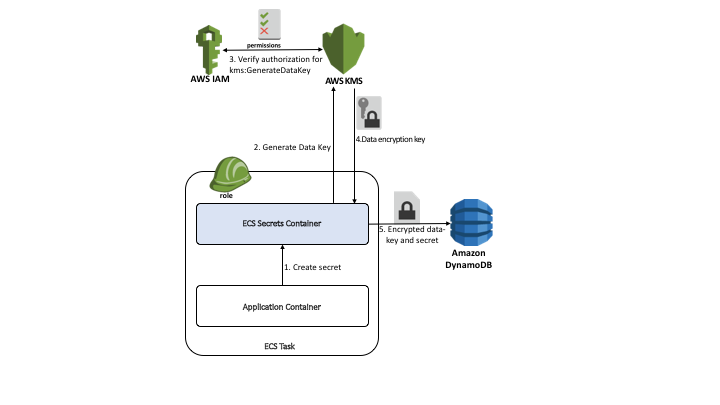 permissions
3. Verify authorization for
kms:GenerateDataKey
AWS IAM
AWS KMS
4.Data encryption key
2. Generate Data Key
role
ECS Secrets Container
5. Encrypted data-
key and secret
Amazon
DynamoDB
1. Create secret
Application Container
ECS Task